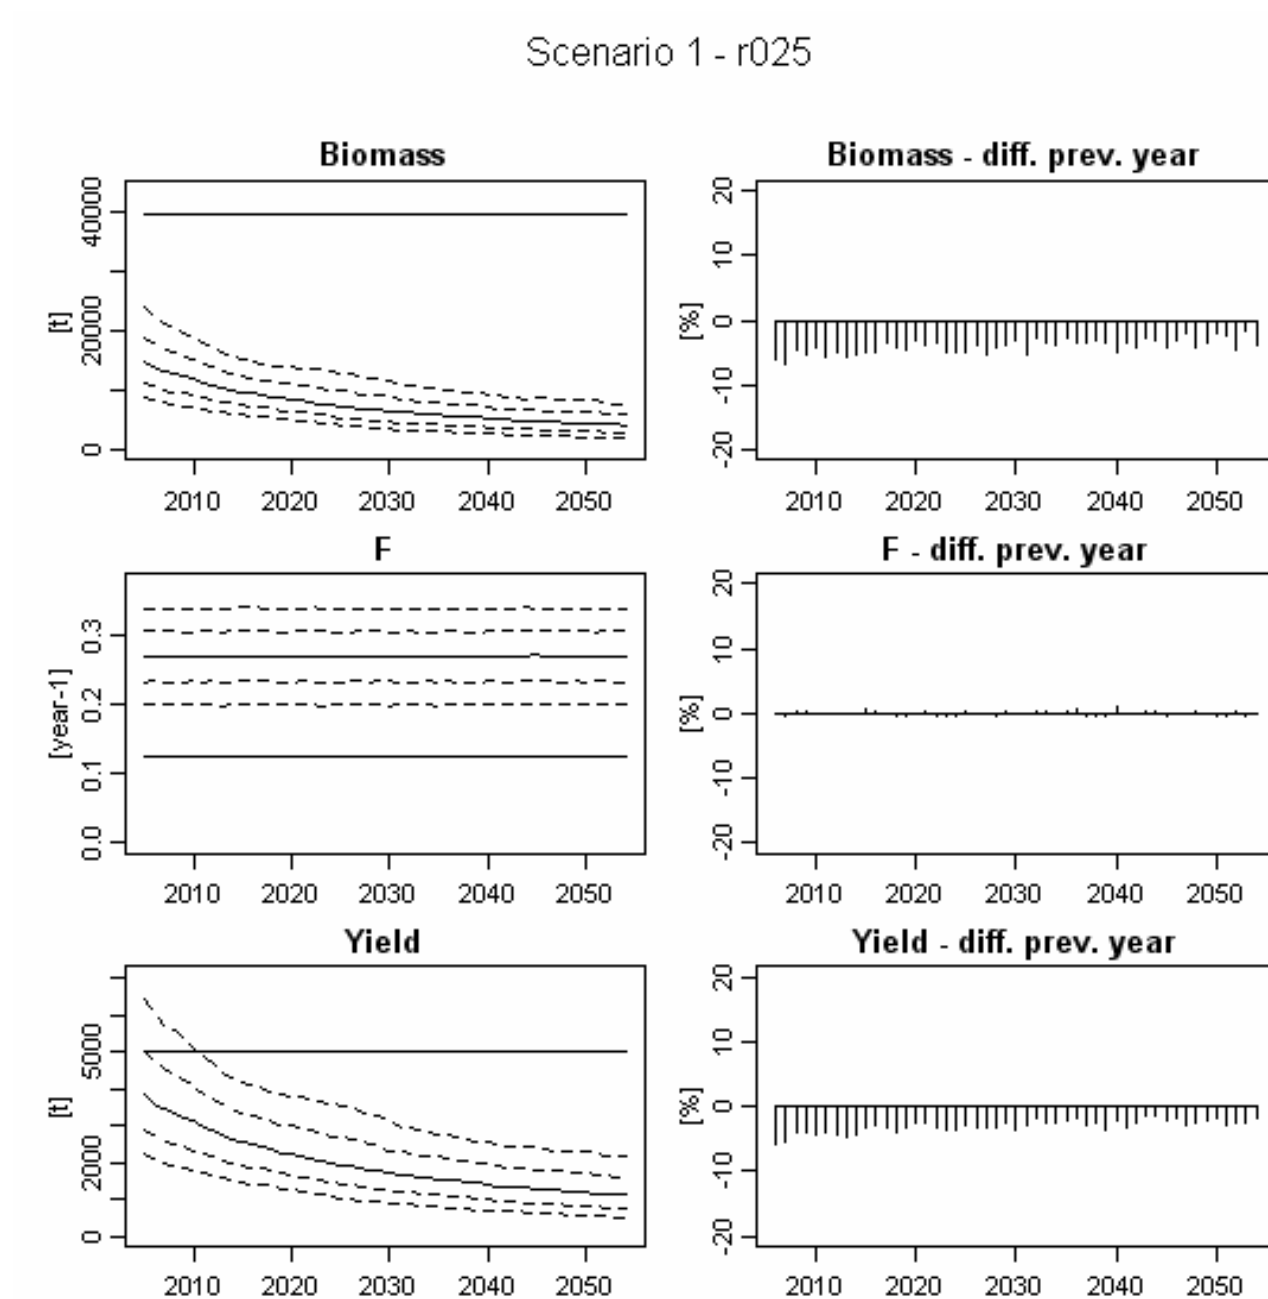 Scenario 1 - r025
Biomass
Biomass - diff. prev. year
[t]
0
20000
40000
2010 2020 2030 2040 2050
[%]
-20 -10 0 10 20
2010 2020 2030 2040 2050
F
F - diff. prev. year
[year-1]
0.0 0.1 0.2 0.3
2010 2020 2030 2040 2050
[%]
-20 -10 0 10 20
2010 2020 2030 2040 2050
Yield
Yield - diff. prev. year
[t]
0 2000 5000
2010 2020 2030 2040 2050
[%]
-20 -10 0 10 20
2010 2020 2030 2040 2050